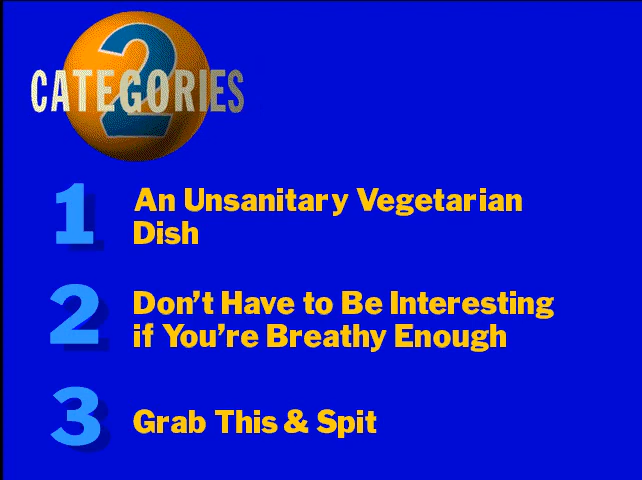 2
CATEGORIES
1
An Unsanitary Vegetarian
Dish
2
Don't Have to Be Interesting
if You're Breathy Enough
3
Grab This & Spit